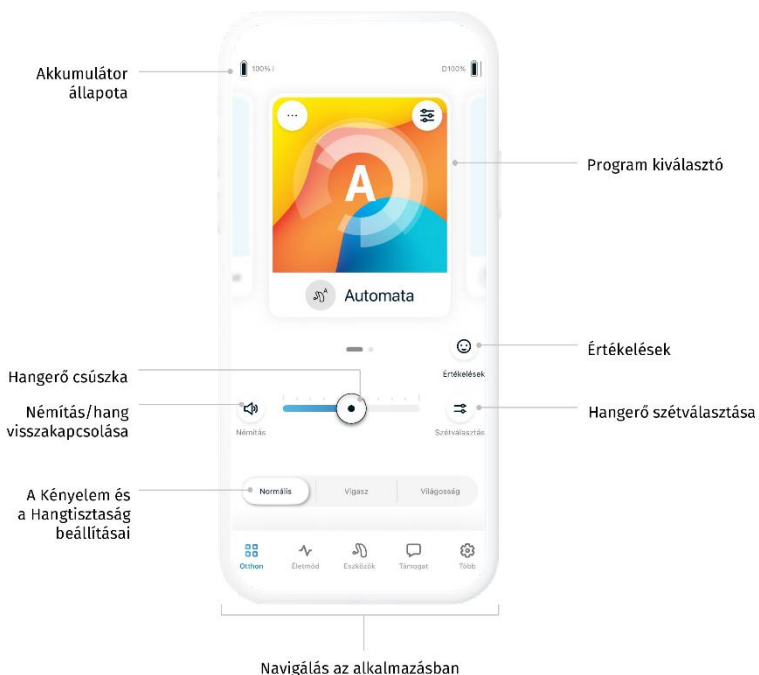 Akkumulátor
állapota
100%
D100%
...
A
Program kiválasztó
A
Automata
Értékelések
Értékelések
Hangerő csúszka
Némítás/hang
visszakapcsolása
Némítás
Szétválasztás
Hangerő szétválasztása
A Kényelem és
a Hangtisztaság
beállításai
Normális
Vigasz
Világosság
Otthon
Életmód
Eszközök
Támogat
Több
Navigálás az alkalmazásban